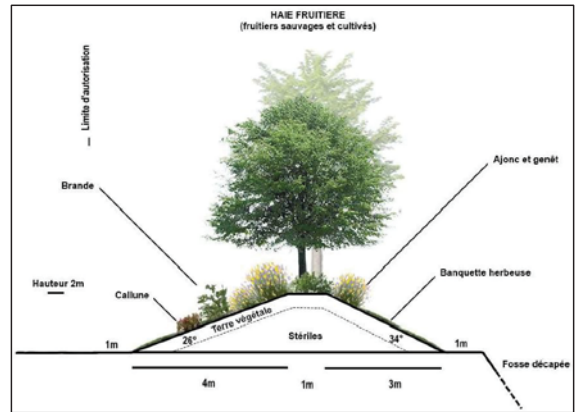 HAIE FRUITIERE
(fruitiers sauvages et cultivés)
Limite d'autorisation
Ajonc et genêt
Brande
Banquette herbeuse
Hauteur 2m
Callune
Terre végétale
Stériles
1m
26°
34°
1m
Fosse décapée
4m
1m
3m